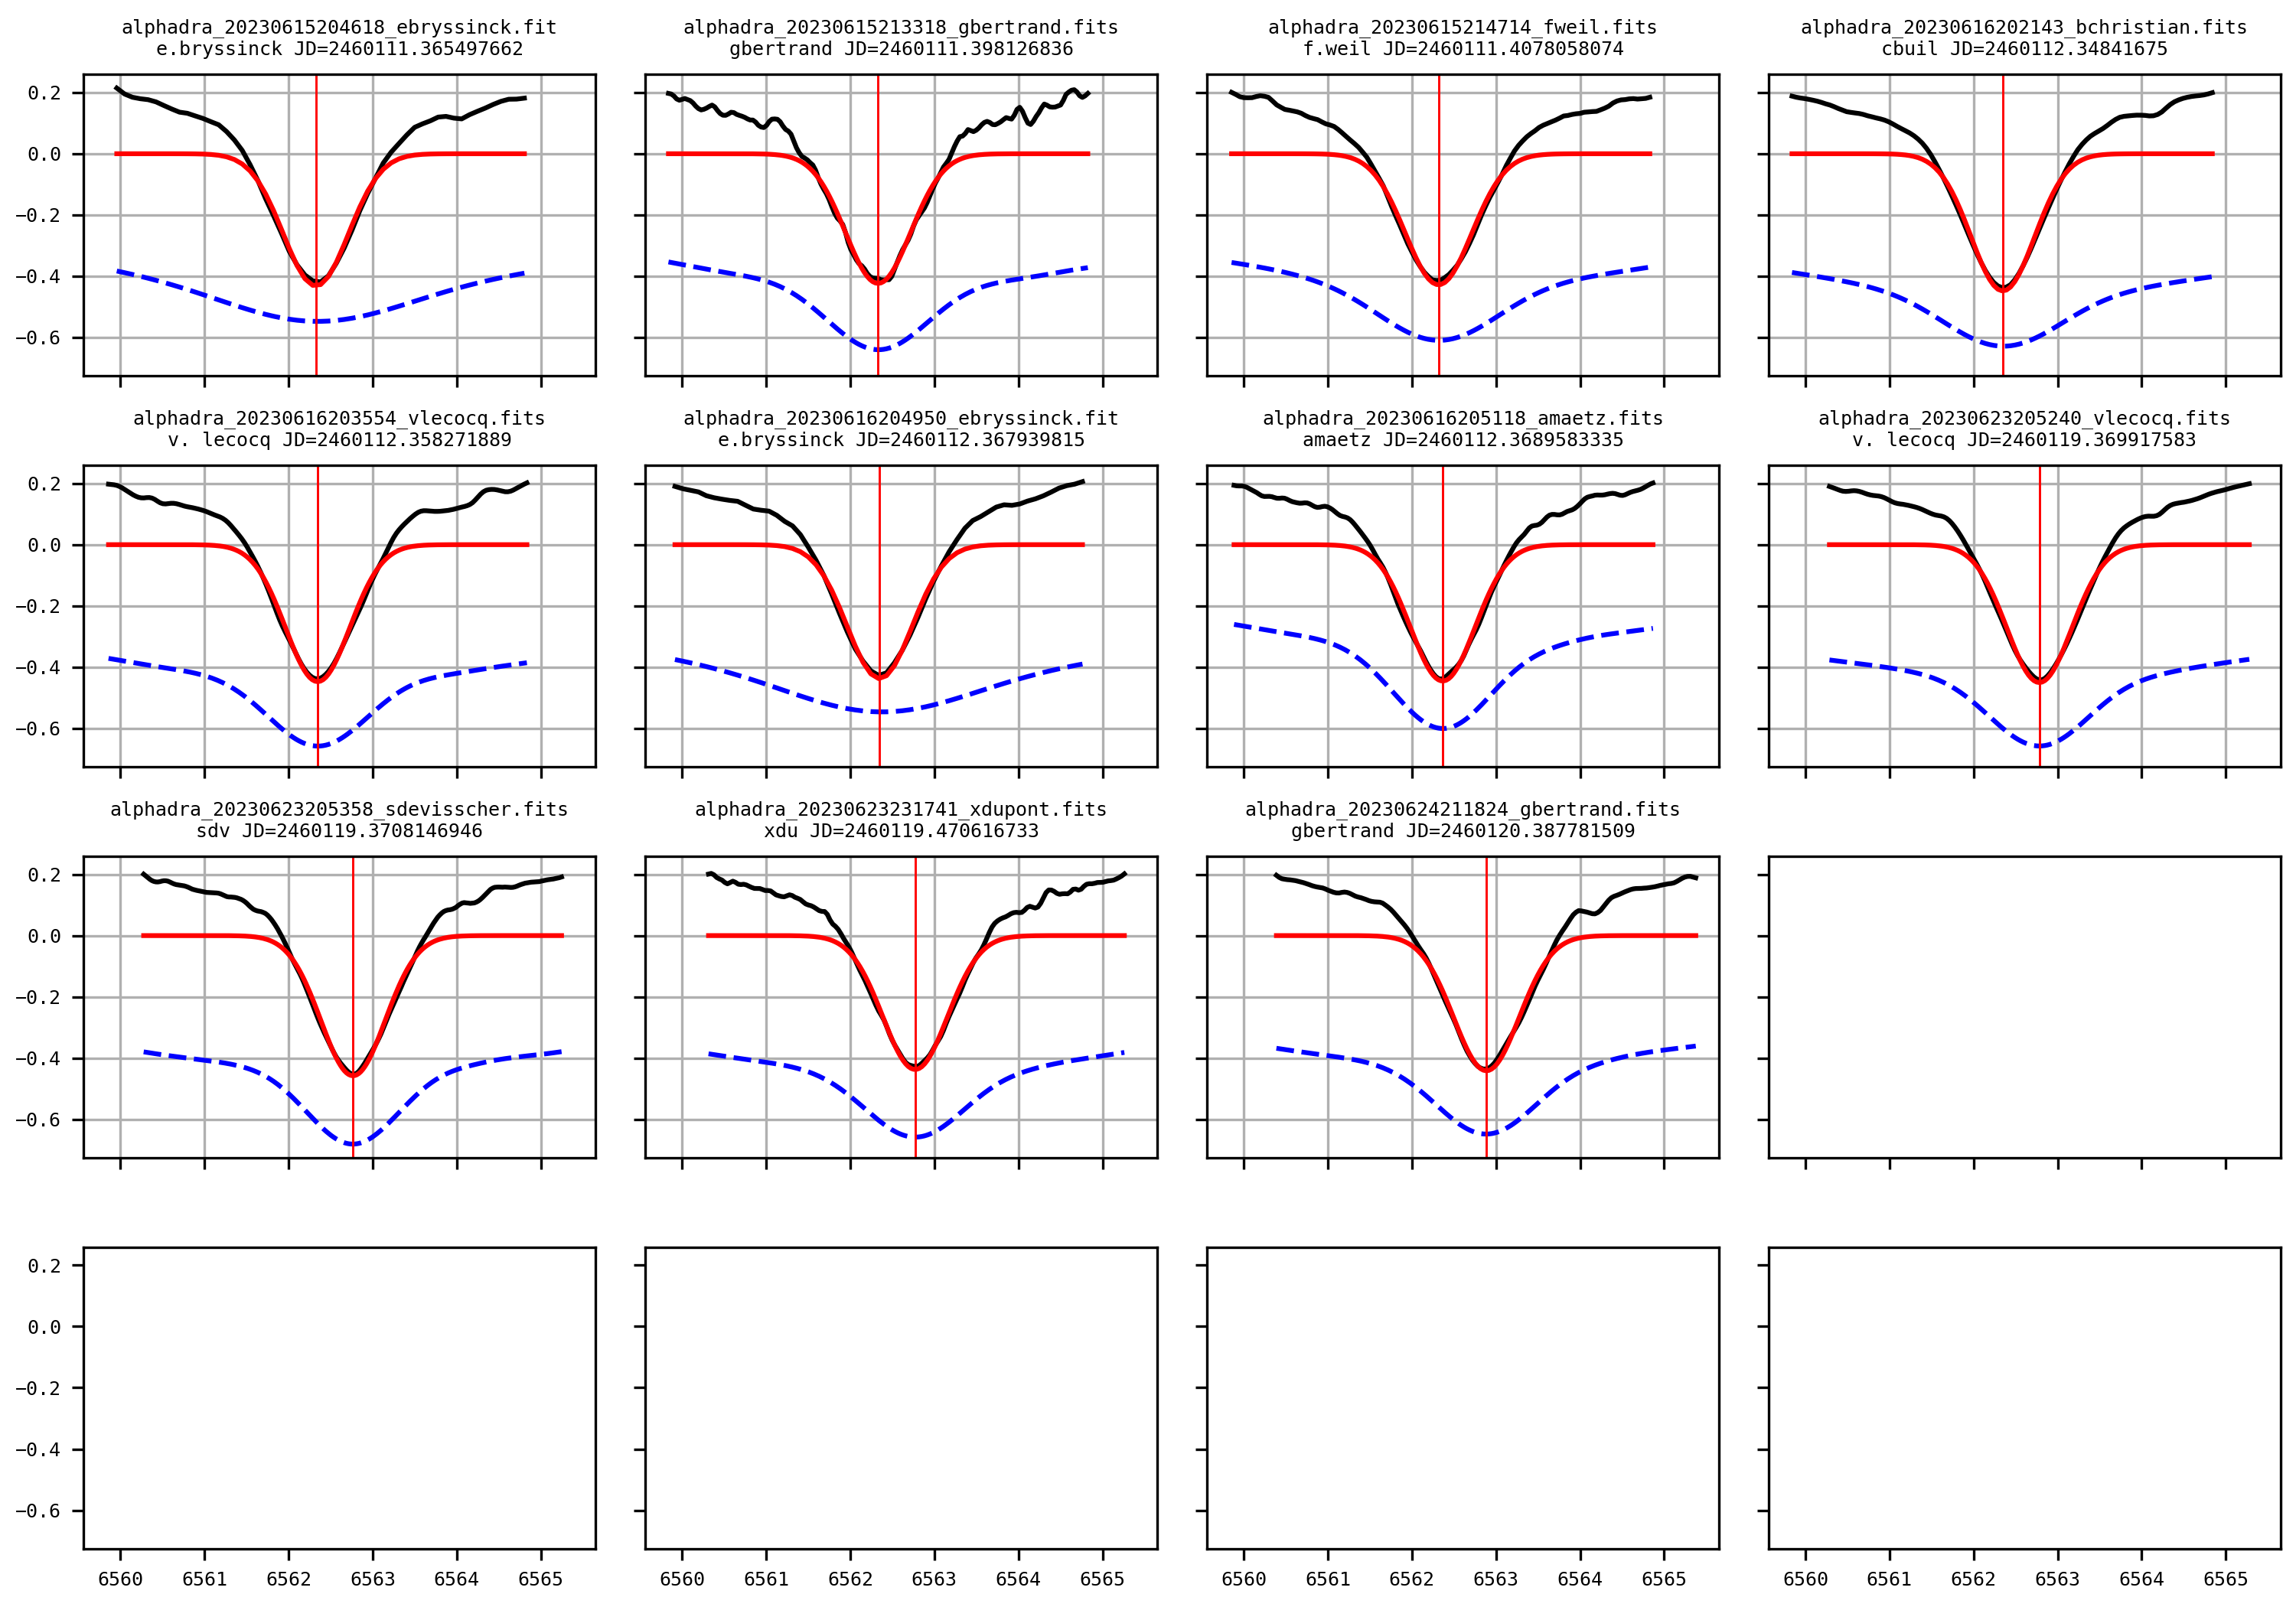 alphadra_20230615204618_ebryssinck.fit
e.bryssinck JD=2460111.365497662
alphadra_20230615213318_gbertrand.fits
gbertrand JD=2460111.398126836
alphadra_20230615214714_fweil.fits
f.weil JD=2460111.4078058074
alphadra_20230616202143_bchristian.fits
cbuil JD=2460112.34841675
0.2
0.0
−0.2
−0.4
−0.6
alphadra_20230616203554_vlecocq.fits
v. lecocq JD=2460112.358271889
alphadra_20230616204950_ebryssinck.fit
e.bryssinck JD=2460112.367939815
alphadra_20230616205118_amaetz.fits
amaetz JD=2460112.3689583335
alphadra_20230623205240_vlecocq.fits
v. lecocq JD=2460119.369917583
0.2
0.0
−0.2
−0.4
−0.6
alphadra_20230623205358_sdevisscher.fits
sdv JD=2460119.3708146946
alphadra_20230623231741_xdupont.fits
xdu JD=2460119.470616733
alphadra_20230624211824_gbertrand.fits
gbertrand JD=2460120.387781509
0.2
0.0
−0.2
−0.4
−0.6
0.2
0.0
−0.2
−0.4
−0.6
6560 6561 6562 6563 6564 6565
6560 6561 6562 6563 6564 6565
6560 6561 6562 6563 6564 6565
6560 6561 6562 6563 6564 6565